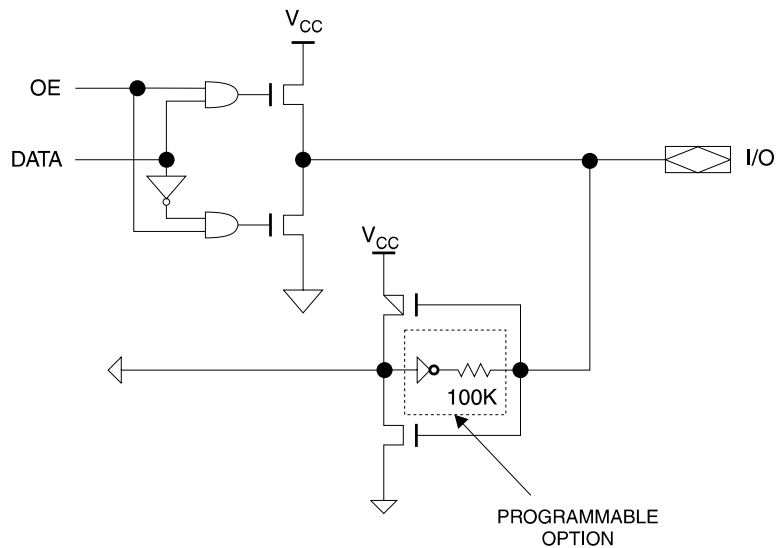 VCC
OE
DATA
I/O
VCC
100K
PROGRAMMABLE
OPTION